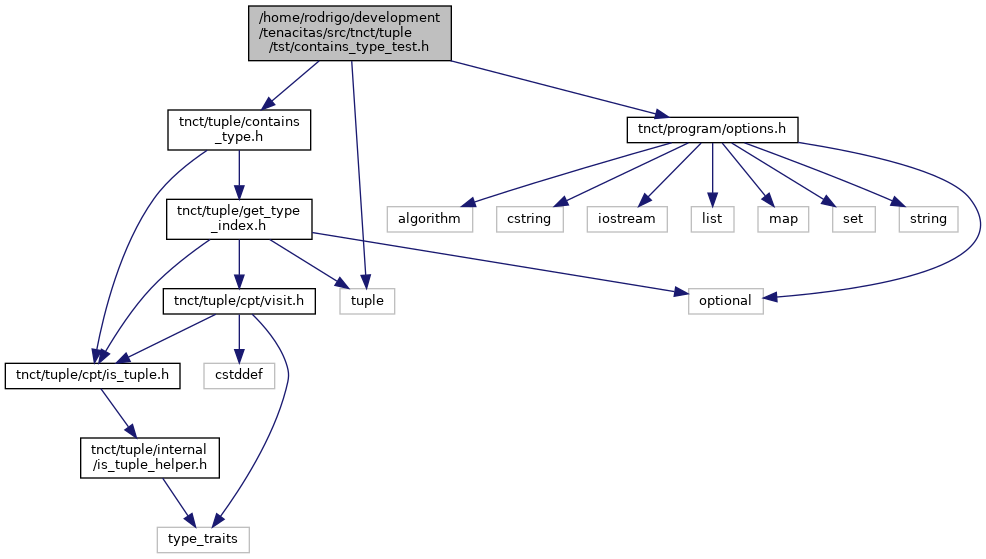 /home/rodrigo/development
/tenacitas/src/tnct/tuple
/tst/contains_type_test.h
tnct/tuple/contains
_type.h
tnct/program/options.h
tnct/tuple/get_type
_index.h
algorithm
cstring
iostream
list
map
set
string
tnct/tuple/cpt/visit.h
tuple
optional
tnct/tuple/cpt/is_tuple.h
cstddef
tnct/tuple/internal
/is_tuple_helper.h
type_traits